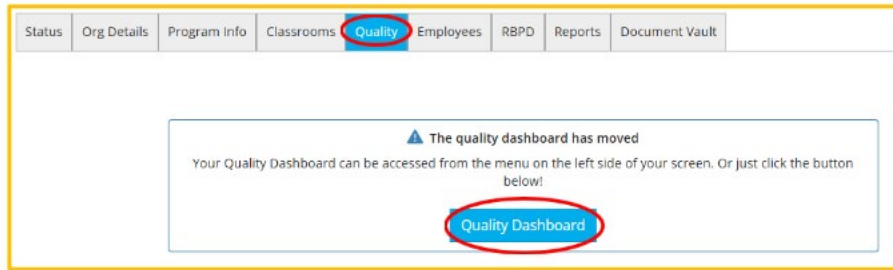 Status Org Details Program Info Classrooms Quality Employees RBPD Reports Document Vault
The quality dashboard has moved
Your Quality Dashboard can be accessed from the menu on the left side of your screen. Or just click the button
below!
Quality Dashboard